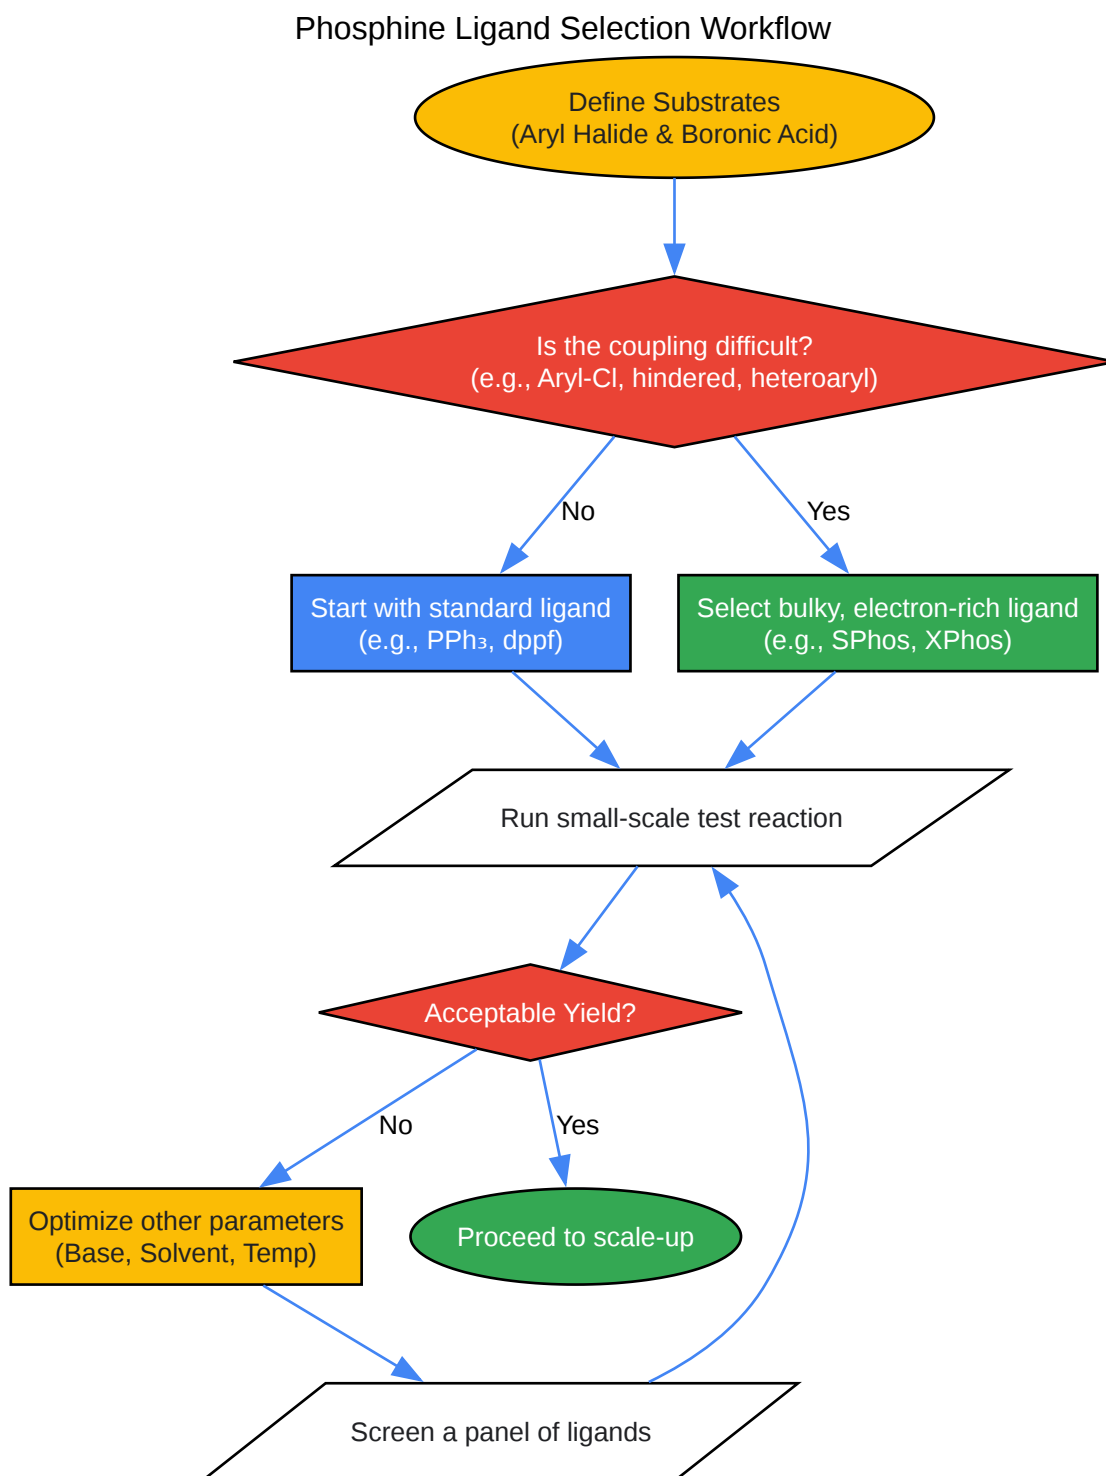 Phosphine Ligand Selection Workflow
Define Substrates
(Aryl Halide & Boronic Acid)
Is the coupling difficult?
(e.g., Aryl-Cl, hindered, heteroaryl)
No
Yes
Start with standard ligand
(e.g., PPh₃, dppf)
Select bulky, electron-rich ligand
(e.g., SPhos, XPhos)
Run small-scale test reaction
Acceptable Yield?
No
Yes
Optimize other parameters
(Base, Solvent, Temp)
Proceed to scale-up
Screen a panel of ligands